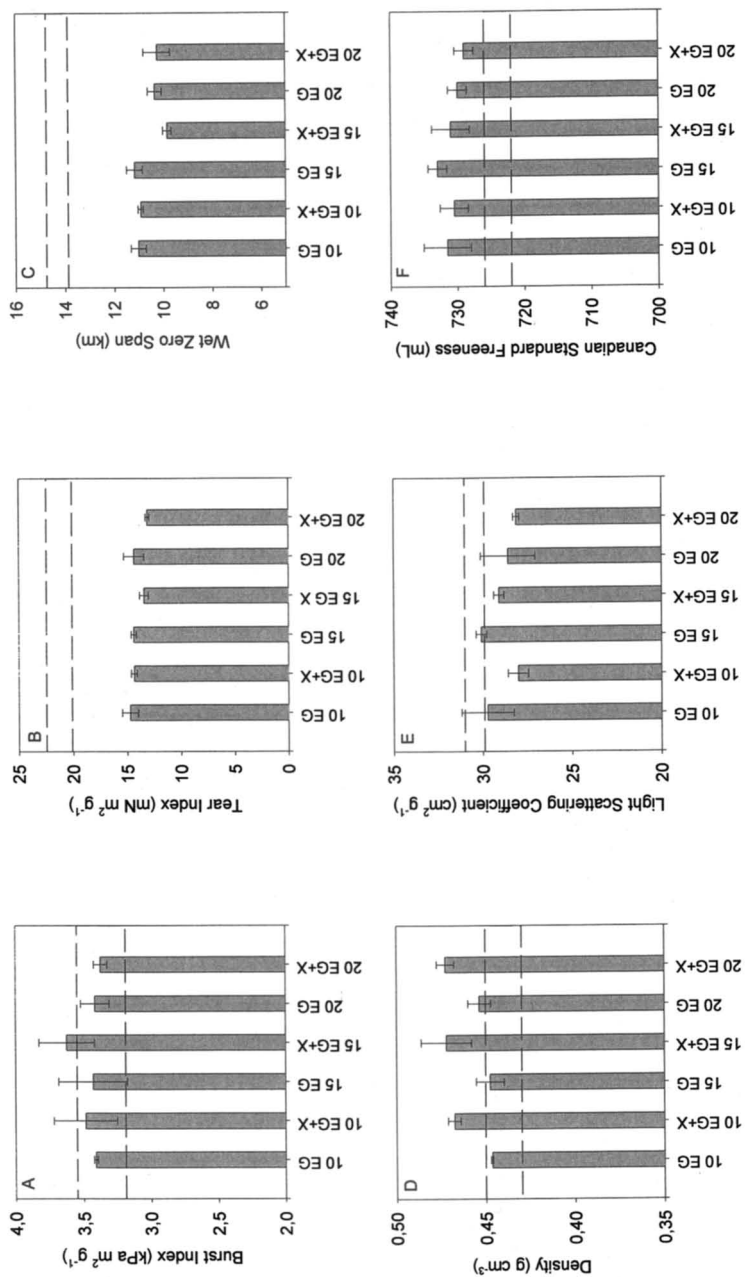 A
Burst Index (kPa m² g⁻¹)
4,0
3,5
3,0
2,5
2,0
10 EG
10 EG+X
15 EG
15 EG+X
20 EG
20 EG+X
B
Tear Index (mN m² g⁻¹)
25
20
15
10
5
0
10 EG
10 EG+X
15 EG
15 EG X
20 EG
20 EG+X
C
Wet Zero Span (km)
16
14
12
10
8
6
10 EG
10 EG+X
15 EG
15 EG+X
20 EG
20 EG+X
D
Density (g cm⁻³)
0,50
0,45
0,40
0,35
10 EG
10 EG+X
15 EG
15 EG+X
20 EG
20 EG+X
E
Light Scattering Coefficient (cm² g⁻¹)
35
30
25
20
10 EG
10 EG+X
15 EG
15 EG+X
20 EG
20 EG+X
F
Canadian Standard Freeness (mL)
740
730
720
710
700
10 EG
10 EG+X
15 EG
15 EG+X
20 EG
20 EG+X